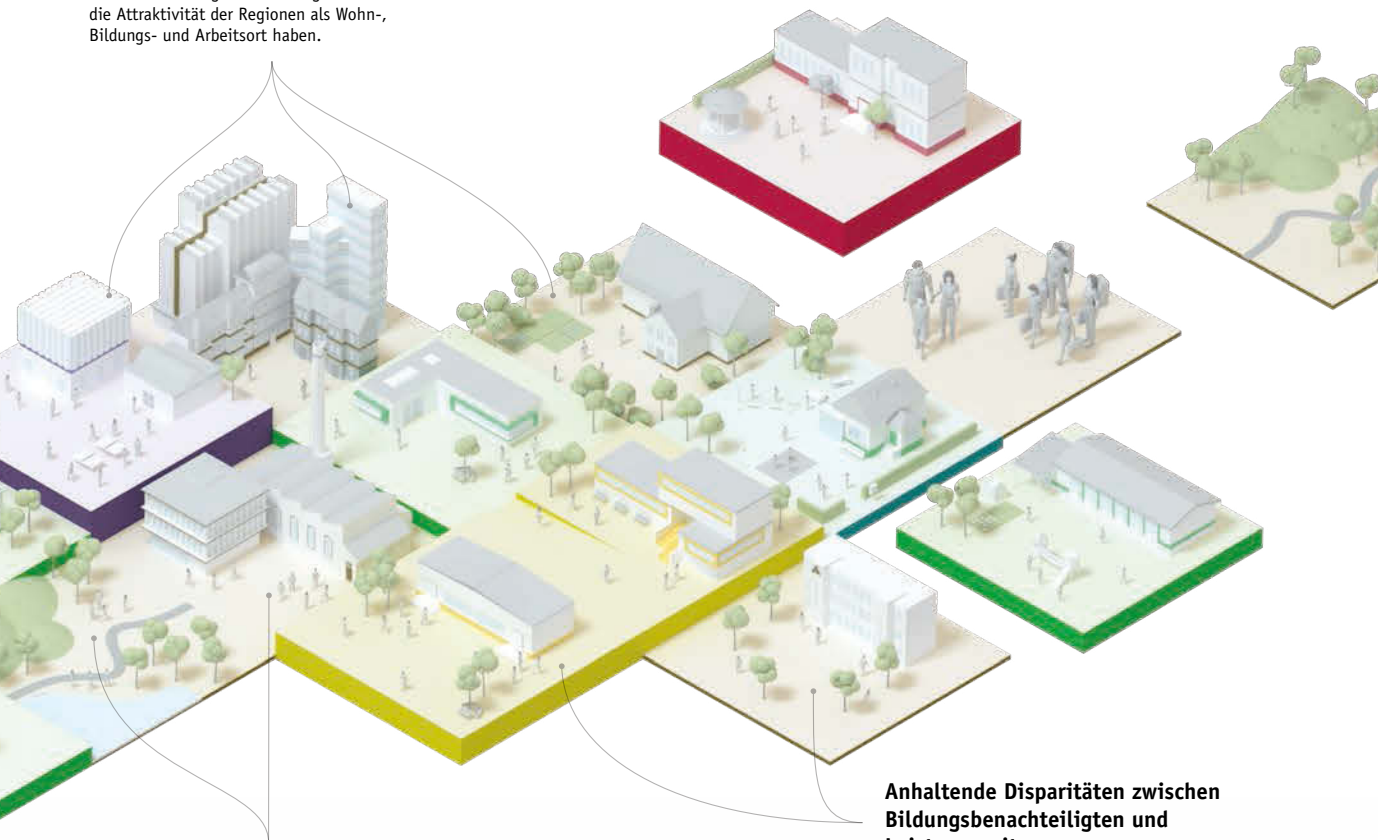 die Attraktivität der Regionen als Wohn-,
Bildungs- und Arbeitsort haben.
Anhaltende Disparitäten zwischen
Bildungsbenachteiligten und